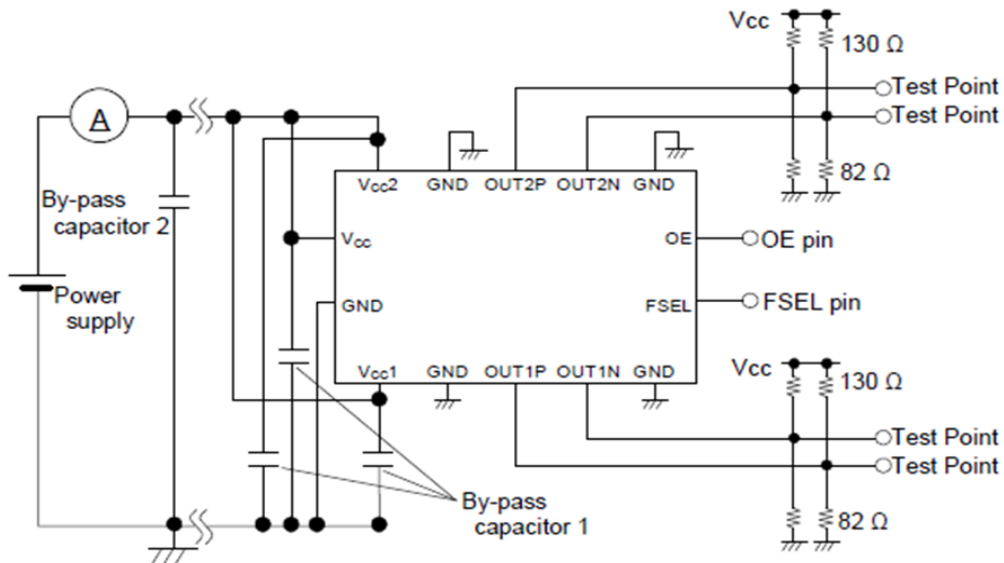 Vcc
130 Ω
Test Point
Test Point
82 Ω
A
By-pass
capacitor 2
Power
supply
Vcc2 GND OUT2P OUT2N GND
Vcc
OE
OE pin
GND
FSEL
FSEL pin
Vcc1 GND OUT1P OUT1N GND
By-pass
capacitor 1
Vcc
130 Ω
Test Point
Test Point
82 Ω